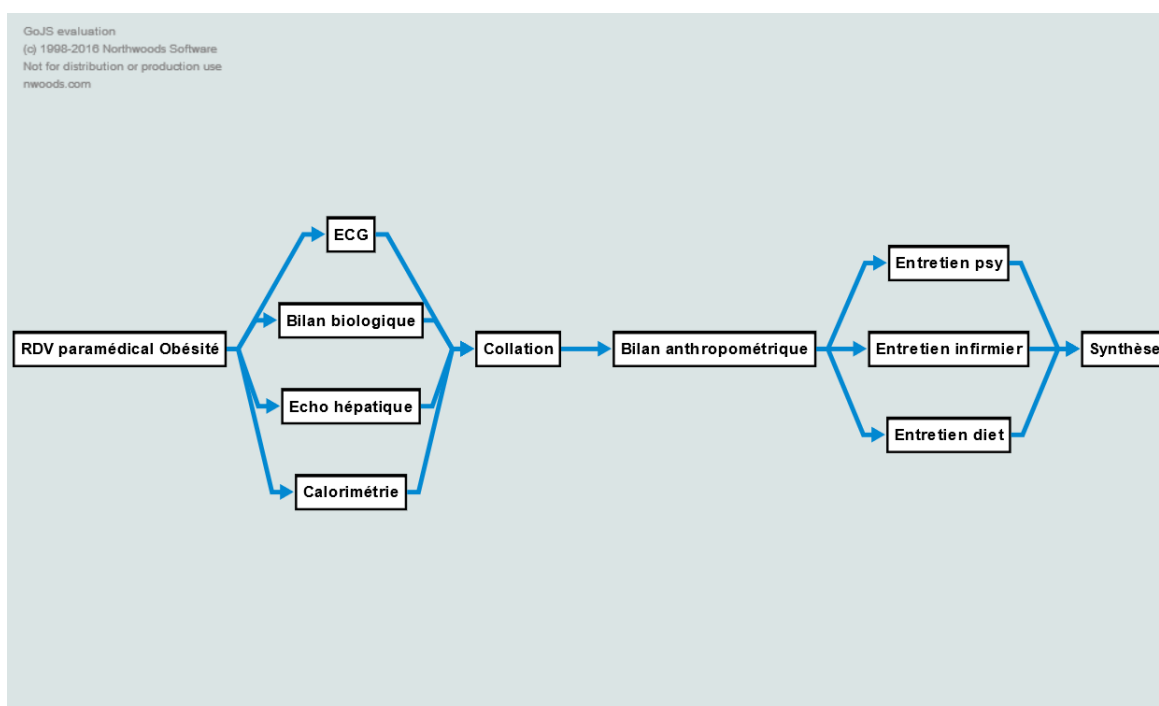 GoJS evaluation
(c) 1998-2016 Northwoods Software
Not for distribution or production use
nwoods.com
ECG
Entretien psy
Bilan biologique
RDV paramédical Obésité
Collation
Bilan anthropométrique
Entretien infirmier
Synthèse
Echo hépatique
Entretien diet
Calorimétrie